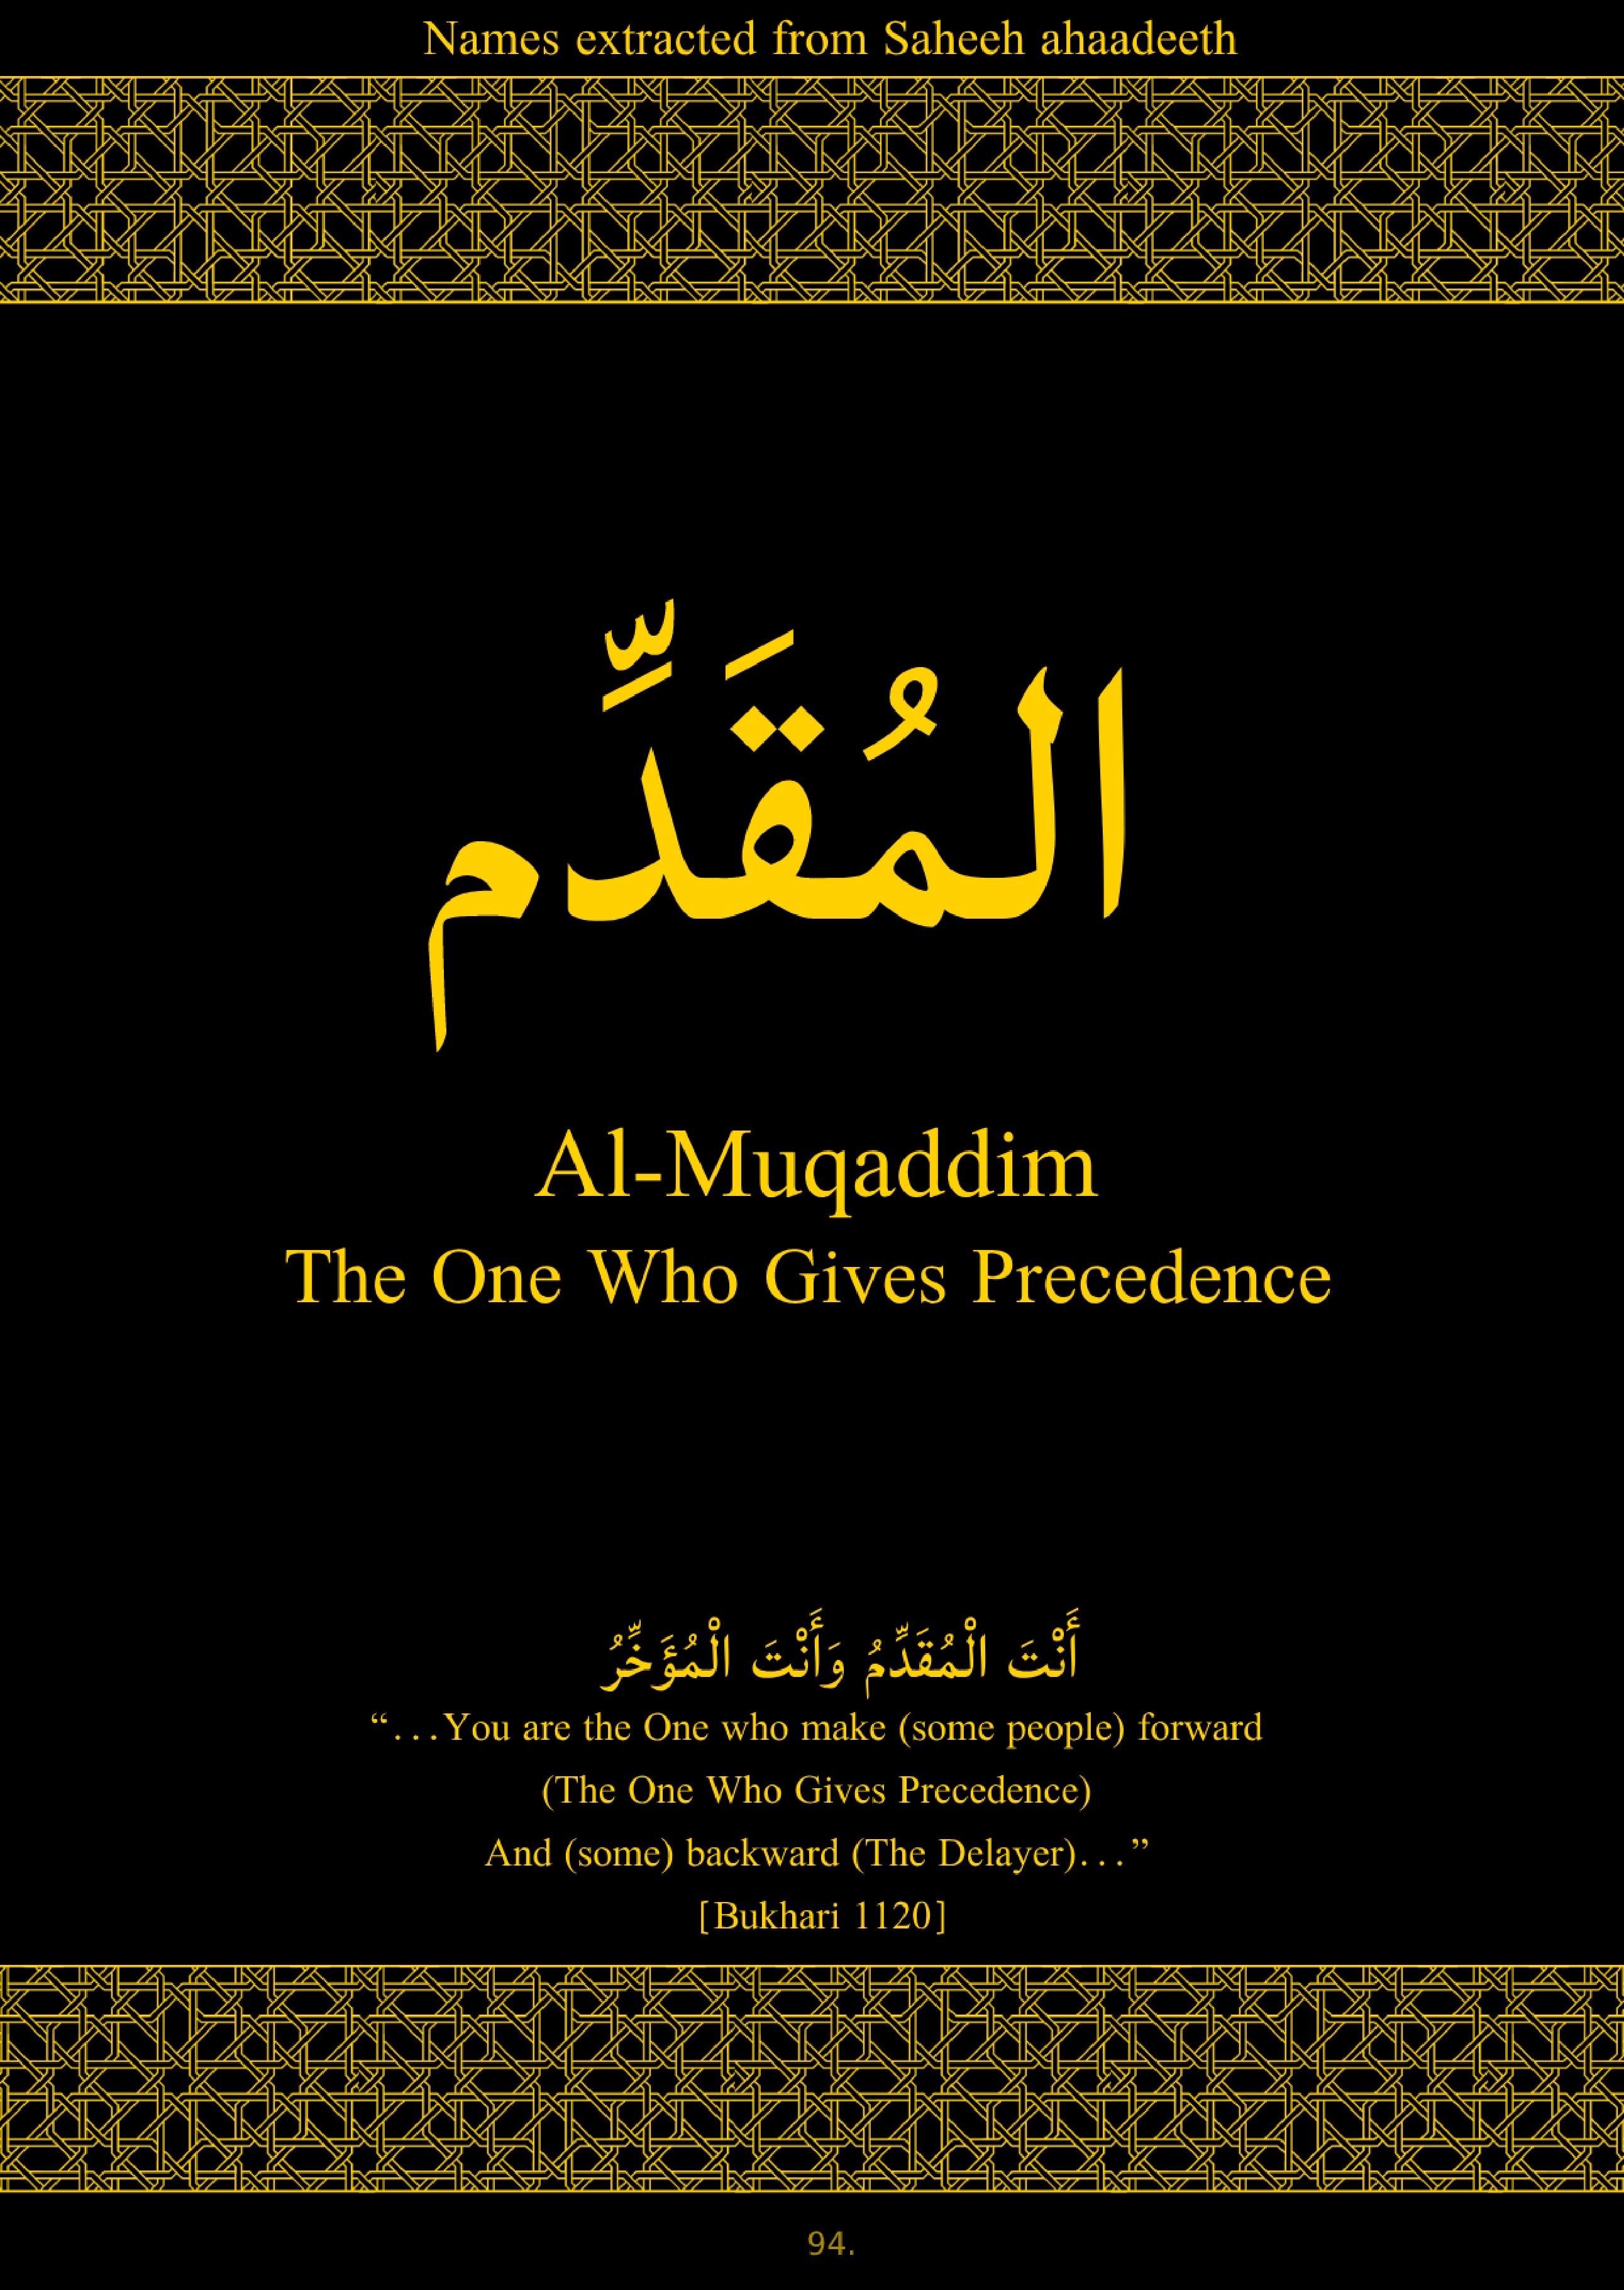 Names extracted from Saheeh ahaadeeth
المُقَدِّم
Al-Muqaddim
The One Who Gives Precedence
أَنْتَ الْمُقَدِّمُ وَأَنْتَ الْمُؤَخِّرُ
“...You are the One who make (some people) forward
(The One Who Gives Precedence)
And (some) backward (The Delayer)...”
[Bukhari 1120]
94.